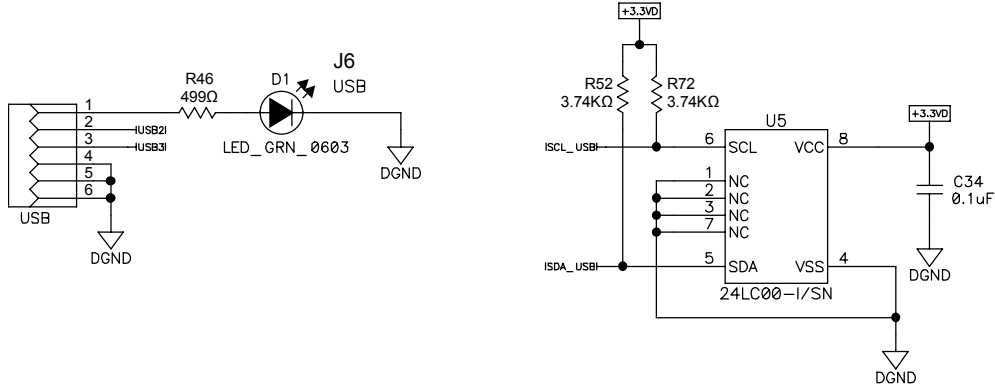 J6
USB
R46
499Ω
D1
LED_GRN_0603
DGND
1
2
3
4
5
6
|USB2|
|USB3|
USB
DGND
+3.3VD
R52
3.74KΩ
R72
3.74KΩ
U5
|SCL_USB|
6
SCL
VCC
8
+3.3VD
1
NC
2
NC
3
NC
7
NC
C34
0.1uF
|SDA_USB|
5
SDA
VSS
4
24LC00-I/SN
DGND
DGND